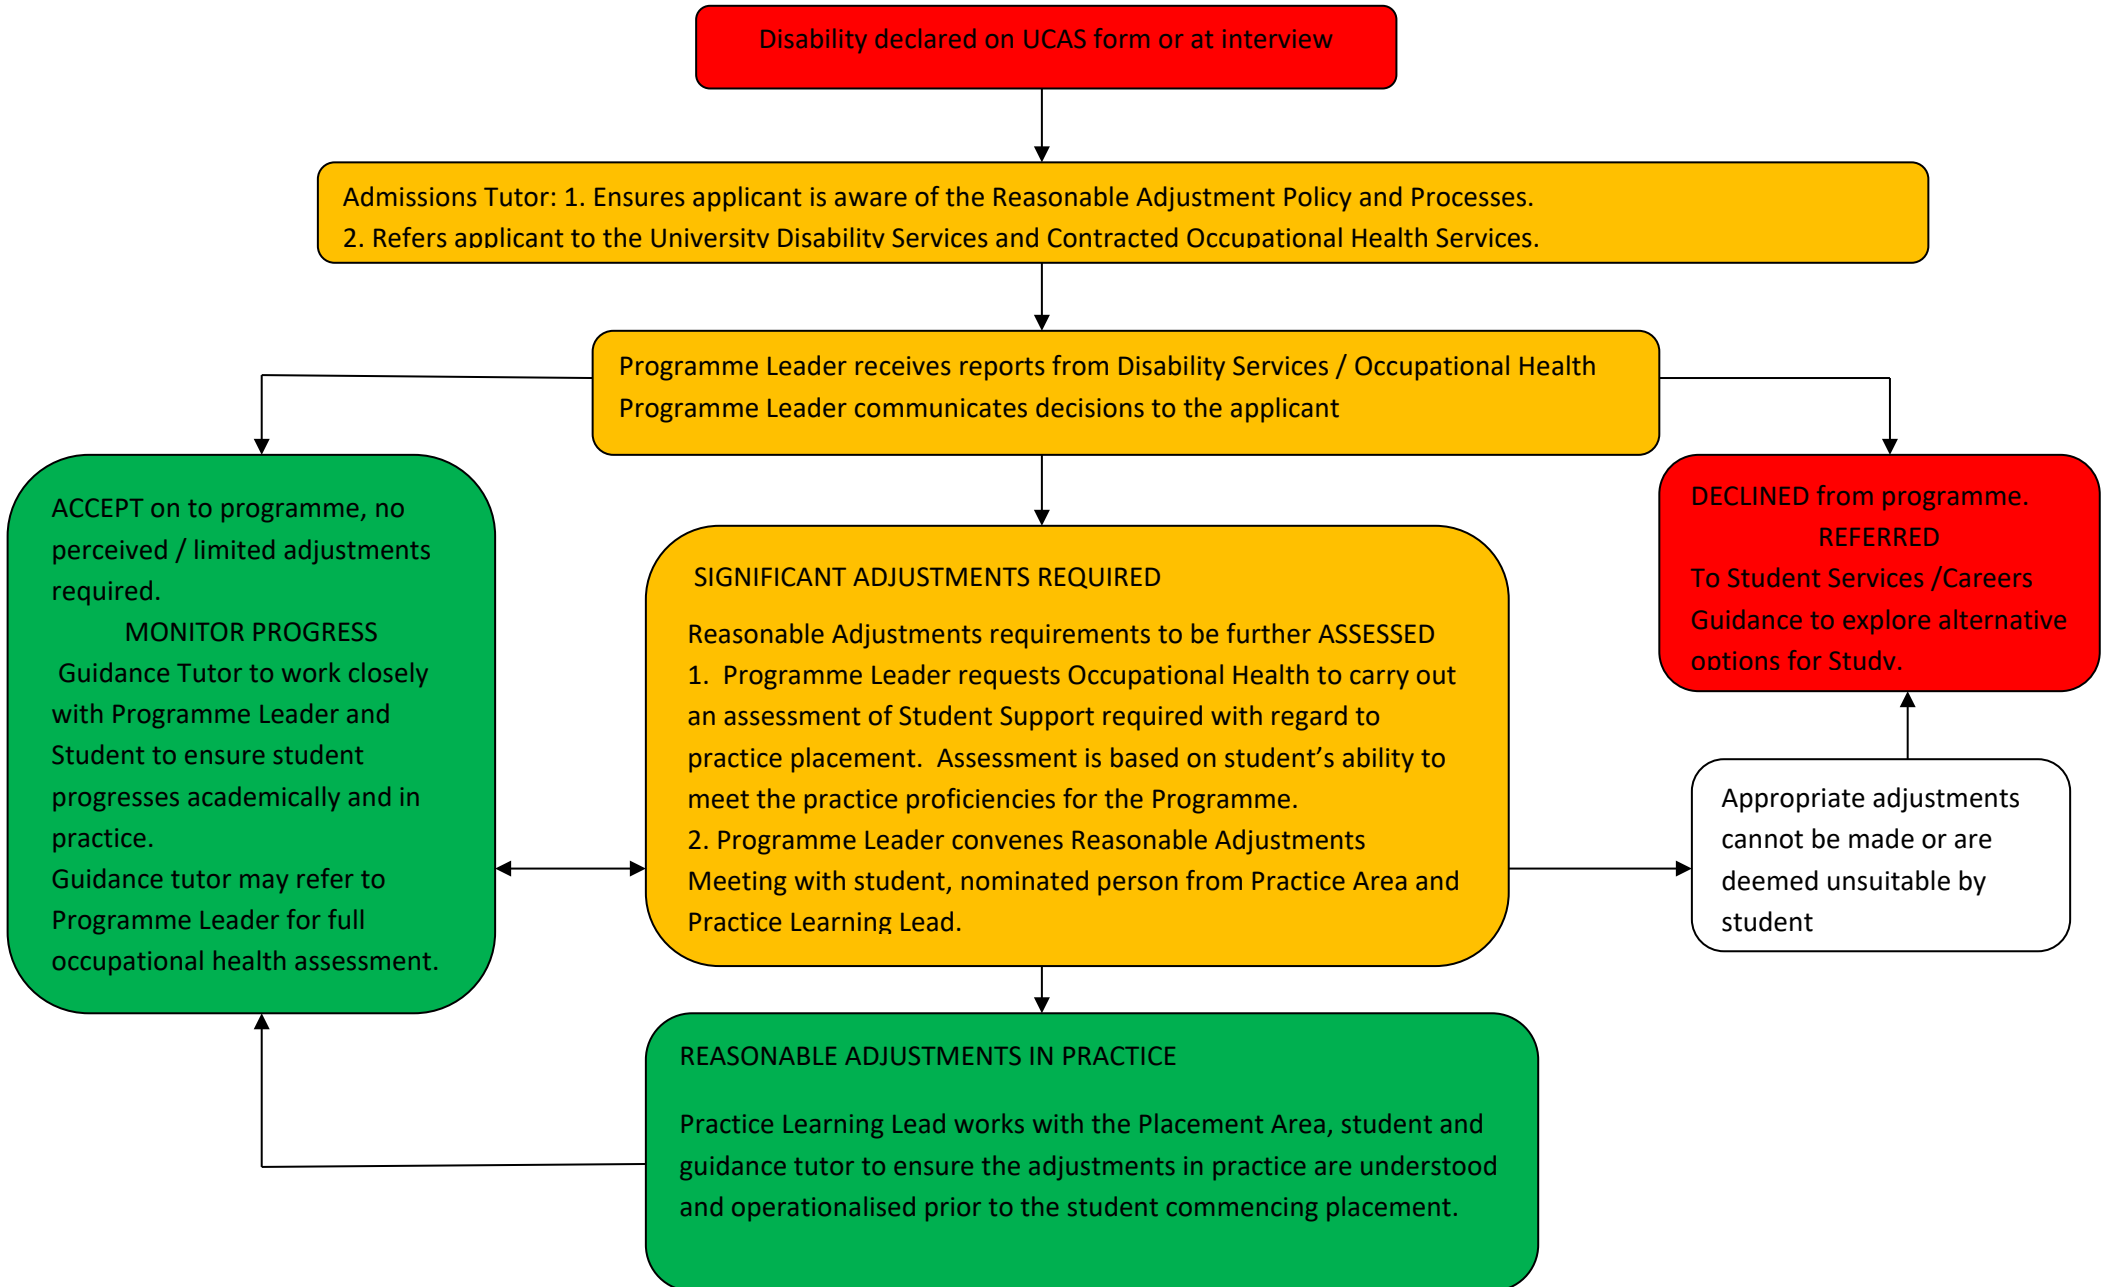 Disability declared on UCAS form or at interview
Admissions Tutor: 1. Ensures applicant is aware of the Reasonable Adjustment Policy and Processes.
2. Refers applicant to the University Disability Services and Contracted Occupational Health Services.
Programme Leader receives reports from Disability Services / Occupational Health
Programme Leader communicates decisions to the applicant
ACCEPT on to programme, no
perceived / limited adjustments
required.
MONITOR PROGRESS
Guidance Tutor to work closely
with Programme Leader and
Student to ensure student
progresses academically and in
practice.
Guidance tutor may refer to
Programme Leader for full
occupational health assessment.
SIGNIFICANT ADJUSTMENTS REQUIRED
Reasonable Adjustments requirements to be further ASSESSED
1. Programme Leader requests Occupational Health to carry out
an assessment of Student Support required with regard to
practice placement. Assessment is based on student’s ability to
meet the practice proficiencies for the Programme.
2. Programme Leader convenes Reasonable Adjustments
Meeting with student, nominated person from Practice Area and
Practice Learning Lead.
DECLINED from programme.
REFERRED
To Student Services /Careers
Guidance to explore alternative
options for Study.
Appropriate adjustments
cannot be made or are
deemed unsuitable by
student
REASONABLE ADJUSTMENTS IN PRACTICE
Practice Learning Lead works with the Placement Area, student and
guidance tutor to ensure the adjustments in practice are understood
and operationalised prior to the student commencing placement.